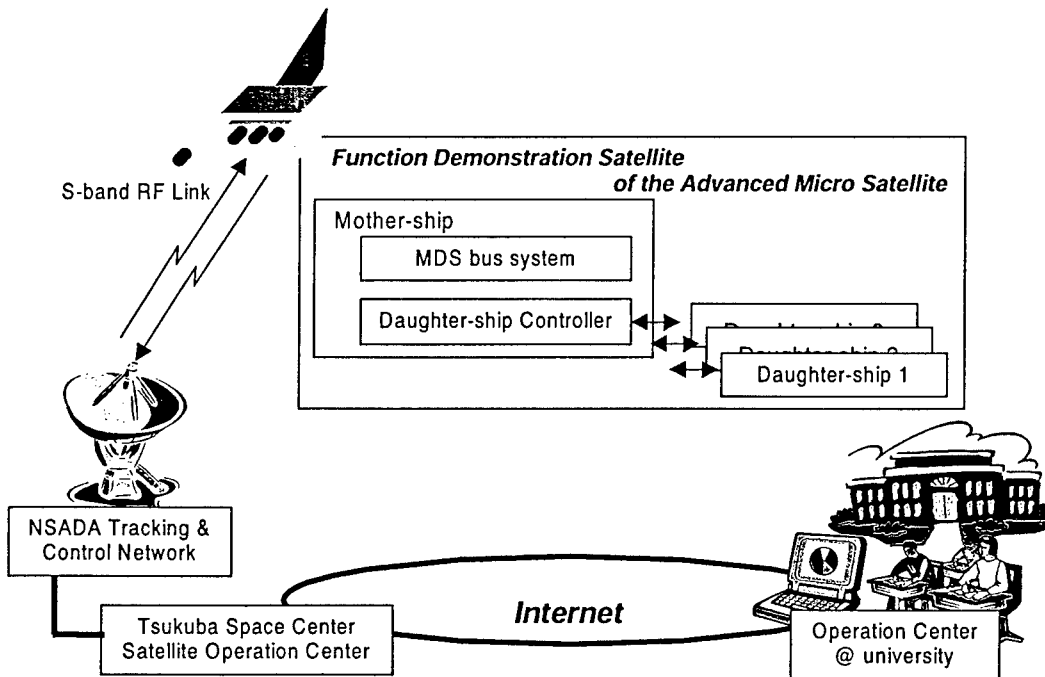 Function Demonstration Satellite
of the Advanced Micro Satellite
S-band RF Link
Mother-ship
MDS bus system
Daughter-ship Controller
Daughter-ship 1
NSADA Tracking &
Control Network
Internet
Tsukuba Space Center
Satellite Operation Center
Operation Center
@ university